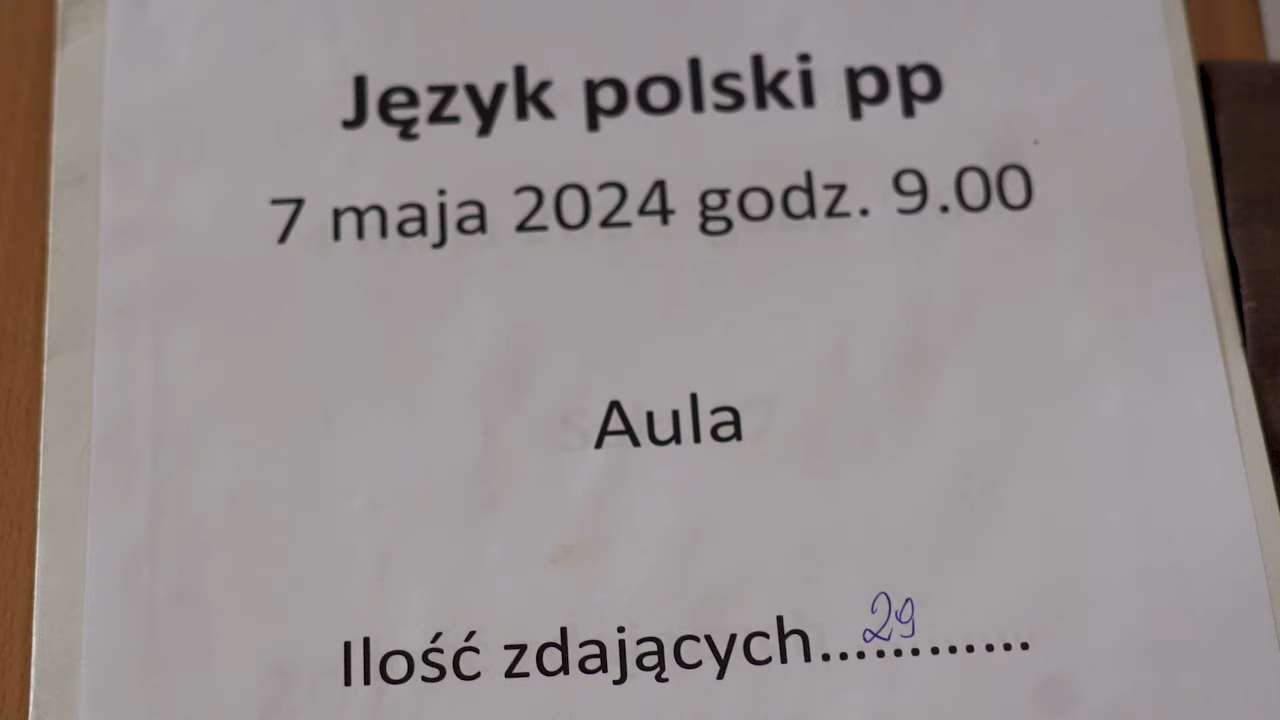 Język polski pp
7 maja 2024 godz. 9.00
Aula
Ilość zdających...29............